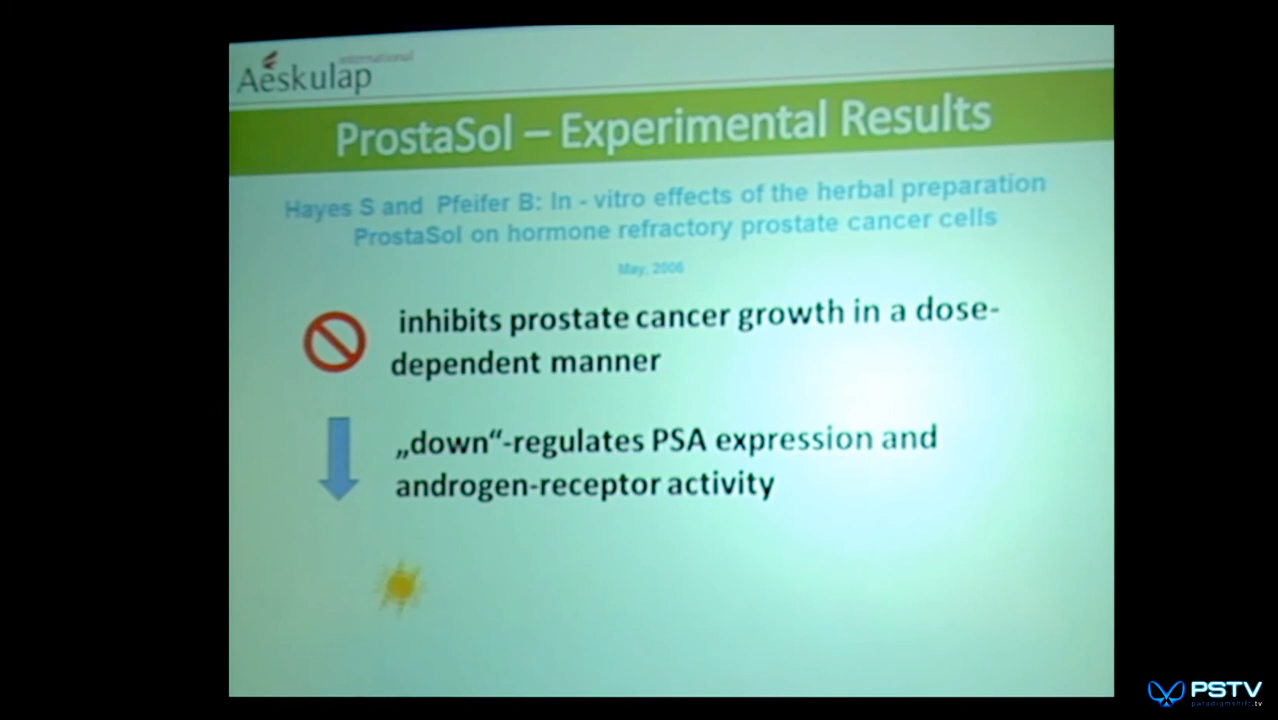 international
Aeskulap
ProstaSol – Experimental Results
Hayes S and Pfeifer B: In - vitro effects of the herbal preparation
ProstaSol on hormone refractory prostate cancer cells
May, 2006
inhibits prostate cancer growth in a dose-
dependent manner
„down“-regulates PSA expression and
androgen-receptor activity
PSTV
paradigmshift.tv